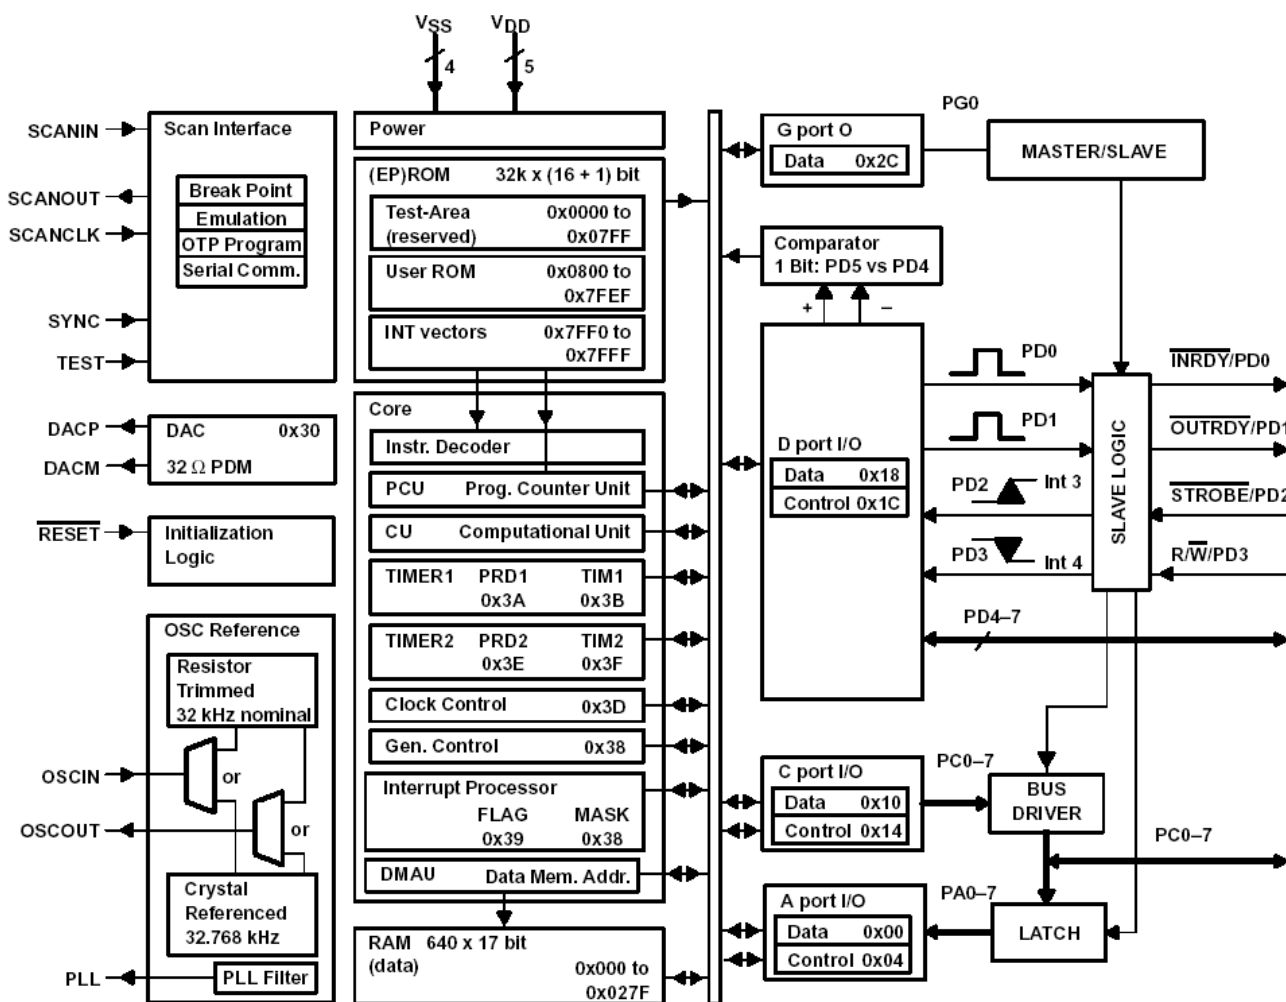 VSS
VDD
4
5
SCANIN
SCANOUT
SCANCLK
SYNC
TEST
Scan Interface
Break Point
Emulation
OTP Program
Serial Comm.
DACP
DACM
DAC 0x30
32 Ω PDM
RESET
Initialization
Logic
OSC Reference
Resistor
Trimmed
32 kHz nominal
OSCIN
or
OSCOUT
or
Crystal
Referenced
32.768 kHz
PLL
PLL Filter
Power
(EP)ROM 32k x (16 + 1) bit
Test-Area 0x0000 to
(reserved) 0x07FF
User ROM 0x0800 to
0x7FEF
INT vectors 0x7FF0 to
0x7FFF
Core
Instr. Decoder
PCU Prog. Counter Unit
CU Computational Unit
TIMER1 PRD1 TIM1
0x3A 0x3B
TIMER2 PRD2 TIM2
0x3E 0x3F
Clock Control 0x3D
Gen. Control 0x38
Interrupt Processor
FLAG MASK
0x39 0x38
DMAU Data Mem. Addr.
RAM 640 x 17 bit
(data) 0x000 to
0x027F
G port O
Data 0x2C
PG0
MASTER/SLAVE
Comparator
1 Bit: PD5 vs PD4
+ –
D port I/O
Data 0x18
Control 0x1C
PD0
PD1
PD2 Int 3
PD3 Int 4
SLAVE LOGIC
INRDY/PD0
OUTRDY/PD1
STROBE/PD2
R/W/PD3
PD4–7
C port I/O
Data 0x10
Control 0x14
PC0–7
BUS
DRIVER
PC0–7
A port I/O
Data 0x00
Control 0x04
PA0–7
LATCH